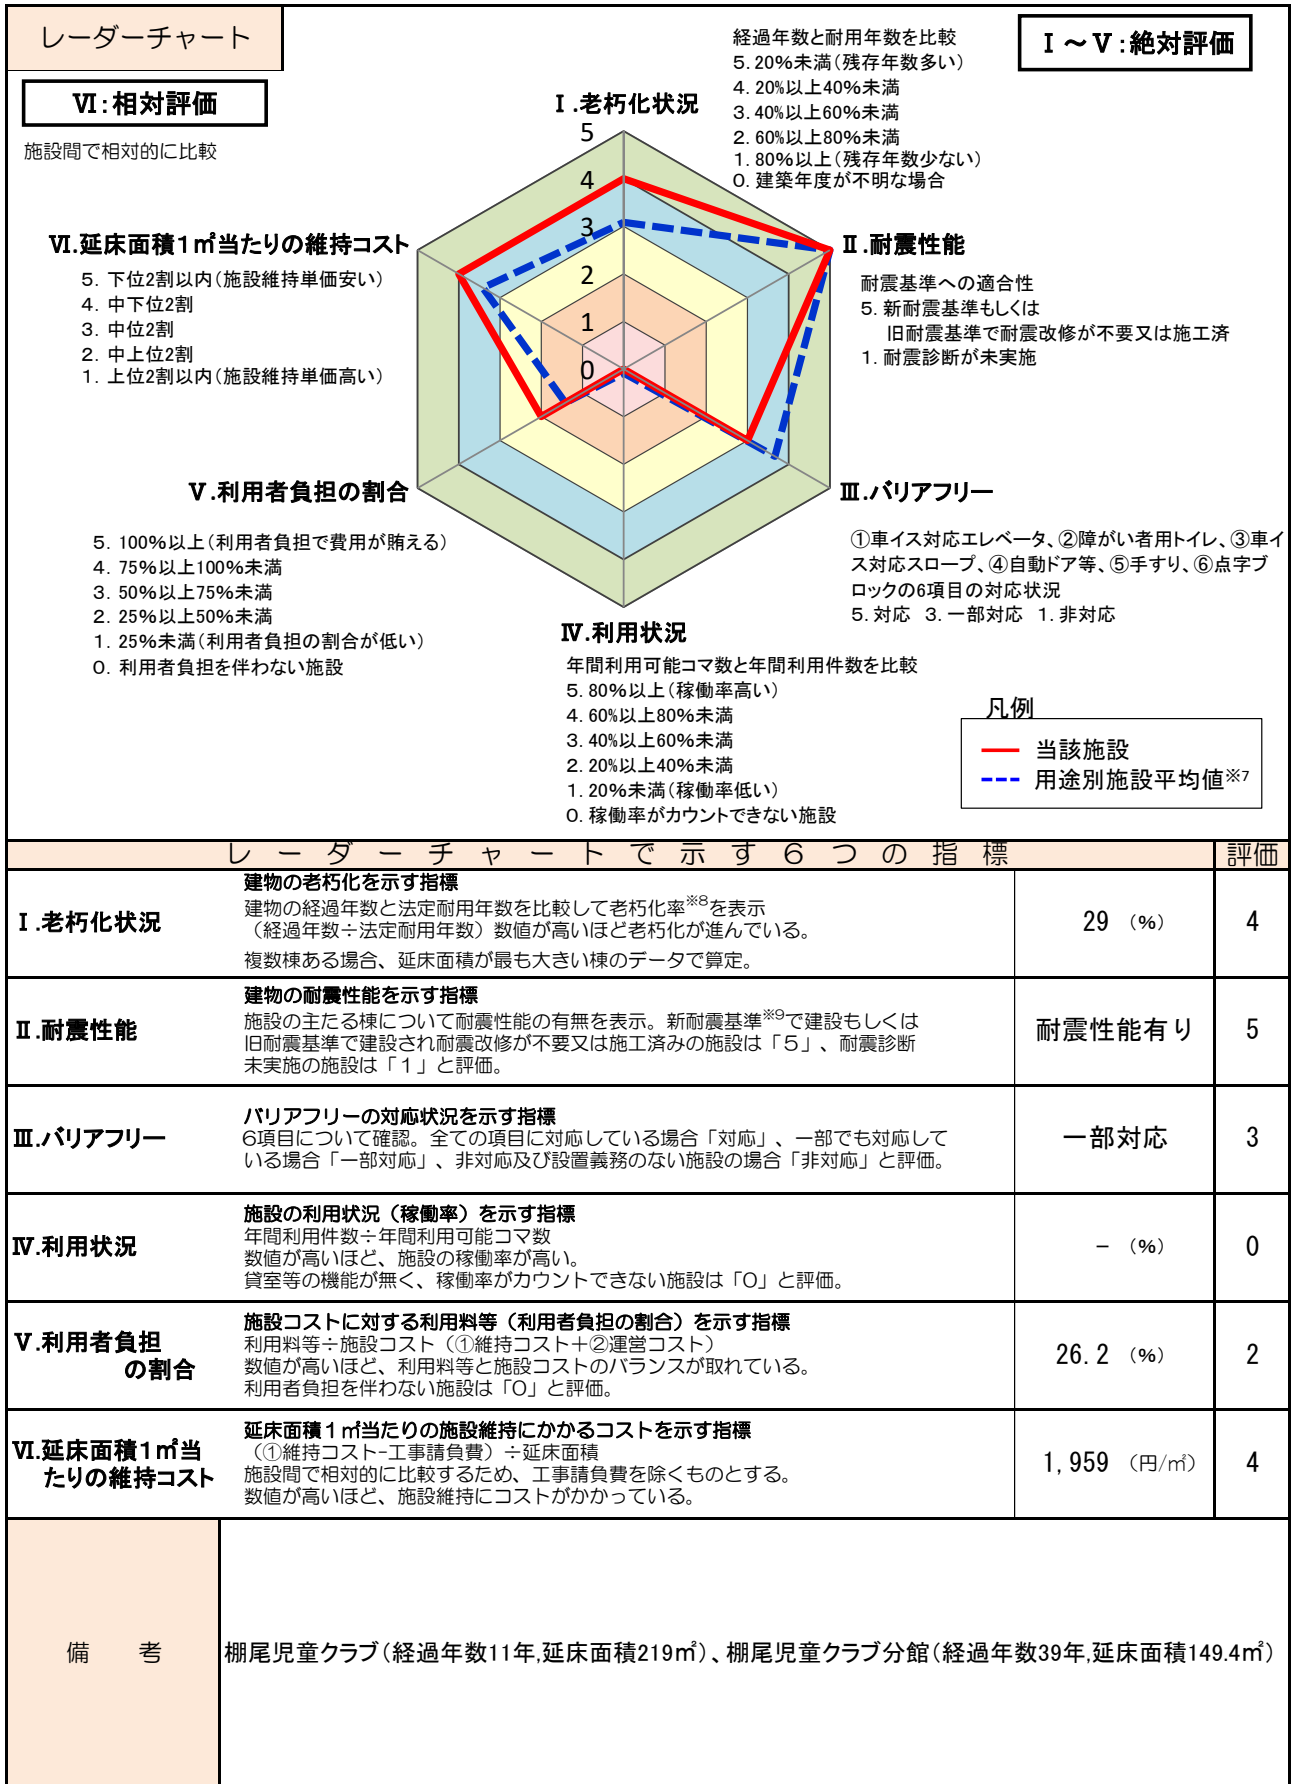 レーダーチャート
Ⅰ～Ⅴ:絶対評価
Ⅵ:相対評価
施設間で相対的に比較
経過年数と耐用年数を比較
5.20%未満(残存年数多い)
4.20%以上40%未満
3.40%以上60%未満
2.60%以上80%未満
1.80%以上(残存年数少ない)
0.建築年度が不明な場合
Ⅰ.老朽化状況
5
4
3
2
1
0
Ⅱ.耐震性能
耐震基準への適合性
5.新耐震基準もしくは
旧耐震基準で耐震改修が不要又は施工済
1.耐震診断が未実施
Ⅵ.延床面積1㎡当たりの維持コスト
5.下位2割以内(施設維持単価安い)
4.中下位2割
3.中位2割
2.中上位2割
1.上位2割以内(施設維持単価高い)
Ⅲ.バリアフリー
①車イス対応エレベータ、②障がい者用トイレ、③車イ
ス対応スロープ、④自動ドア等、⑤手すり、⑥点字ブ
ロックの6項目の対応状況
5.対応 3.一部対応 1.非対応
Ⅴ.利用者負担の割合
5.100%以上(利用者負担で費用が賄える)
4.75%以上100%未満
3.50%以上75%未満
2.25%以上50%未満
1.25%未満(利用者負担の割合が低い)
0.利用者負担を伴わない施設
Ⅳ.利用状況
年間利用可能コマ数と年間利用件数を比較
5.80%以上(稼働率高い)
4.60%以上80%未満
3.40%以上60%未満
2.20%以上40%未満
1.20%未満(稼働率低い)
0.稼働率がカウントできない施設
凡例
当該施設
用途別施設平均値※7
レーダーチャートで示す6つの指標 評価
Ⅰ.老朽化状況
建物の老朽化を示す指標
建物の経過年数と法定耐用年数を比較して老朽化率※8を表示
(経過年数÷法定耐用年数)数値が高いほど老朽化が進んでいる。
複数棟ある場合、延床面積が最も大きい棟のデータで算定。
29 (%) 4
Ⅱ.耐震性能
建物の耐震性能を示す指標
施設の主たる棟について耐震性能の有無を表示。新耐震基準※9で建設もしくは
旧耐震基準で建設され耐震改修が不要又は施工済みの施設は「5」、耐震診断
未実施の施設は「1」と評価。
耐震性能有り 5
Ⅲ.バリアフリー
バリアフリーの対応状況を示す指標
6項目について確認。全ての項目に対応している場合「対応」、一部でも対応して
いる場合「一部対応」、非対応及び設置義務のない施設の場合「非対応」と評価。
一部対応 3
Ⅳ.利用状況
施設の利用状況(稼働率)を示す指標
年間利用件数÷年間利用可能コマ数
数値が高いほど、施設の稼働率が高い。
貸室等の機能が無く、稼働率がカウントできない施設は「0」と評価。
- (%) 0
Ⅴ.利用者負担
の割合
施設コストに対する利用料等(利用者負担の割合)を示す指標
利用料等÷施設コスト(①維持コスト+②運営コスト)
数値が高いほど、利用料等と施設コストのバランスが取れている。
利用者負担を伴わない施設は「0」と評価。
26.2 (%) 2
Ⅵ.延床面積1㎡当
たりの維持コスト
延床面積1㎡当たりの施設維持にかかるコストを示す指標
(①維持コスト-工事請負費)÷延床面積
施設間で相対的に比較するため、工事請負費を除くものとする。
数値が高いほど、施設維持にコストがかかっている。
1,959 (円/㎡) 4
備 考
棚尾児童クラブ(経過年数11年,延床面積219㎡)、棚尾児童クラブ分館(経過年数39年,延床面積149.4㎡)